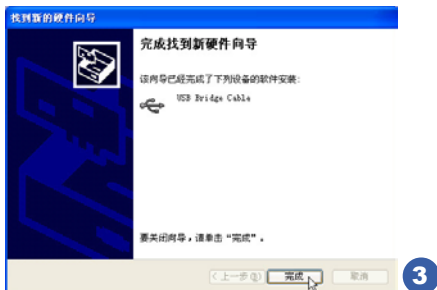 找到新的硬件向导
完成找到新硬件向导
该向导已经完成了下列设备的软件安装:
USB Bridge Cable
要关闭向导，请单击“完成”。
<上一步(B) 完成 取消
3